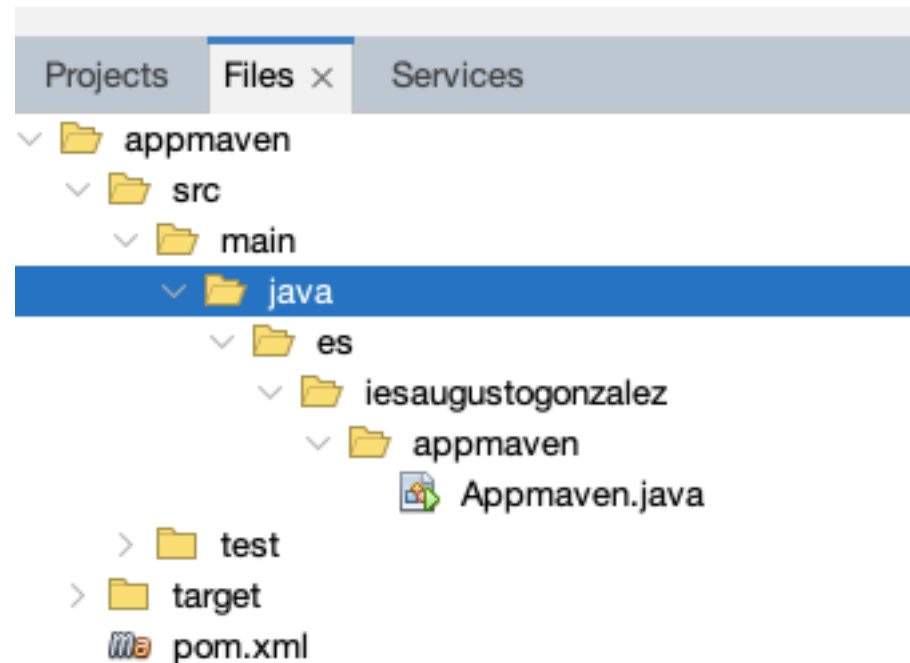 Projects Files × Services
appmaven
src
main
java
es
iesaugustogonzalez
appmaven
Appmaven.java
test
target
pom.xml